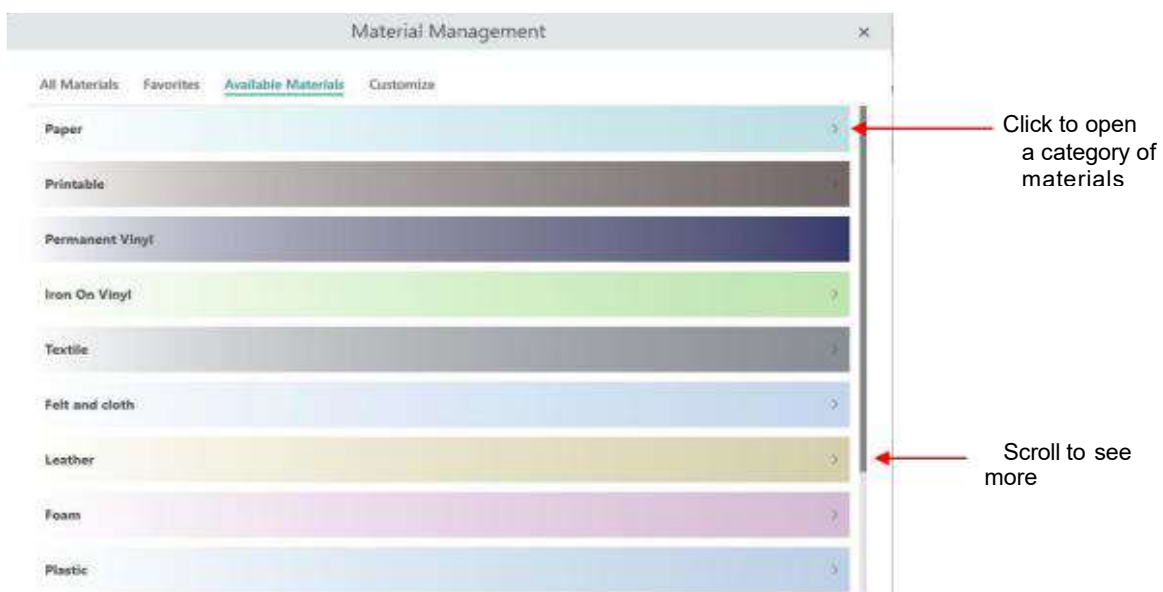 Material Management
All Materials Favorites Available Materials Customize
Paper
Printable
Permanent Vinyl
Iron On Vinyl
Textile
Felt and cloth
Leather
Foam
Plastic
Click to open
a category of
materials
Scroll to see
more